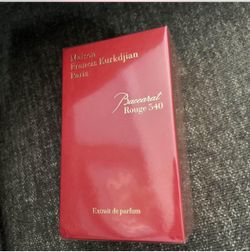 Maison
Francis Kurkdjian
Paris
Baccarat
Rouge 540
Extrait de parfum